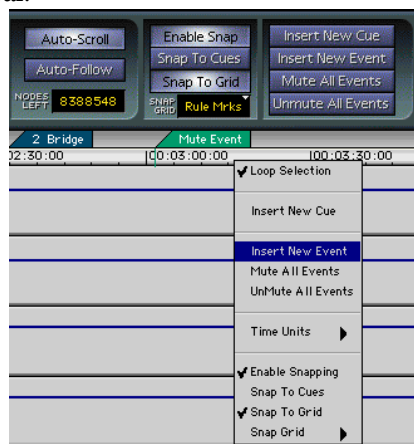 Auto-Scroll
Auto-Follow
NODES LEFT 8388548
Enable Snap
Snap To Cues
Snap To Grid
SNAP GRID Rule Mrks
Insert New Cue
Insert New Event
Mute All Events
Unmute All Events
2 Bridge Mute Event
02:30:00 00:03:00:00 00:03:30:00
Loop Selection
Insert New Cue
Insert New Event
Mute All Events
UnMute All Events
Time Units
Enable Snapping
Snap To Cues
Snap To Grid
Snap Grid